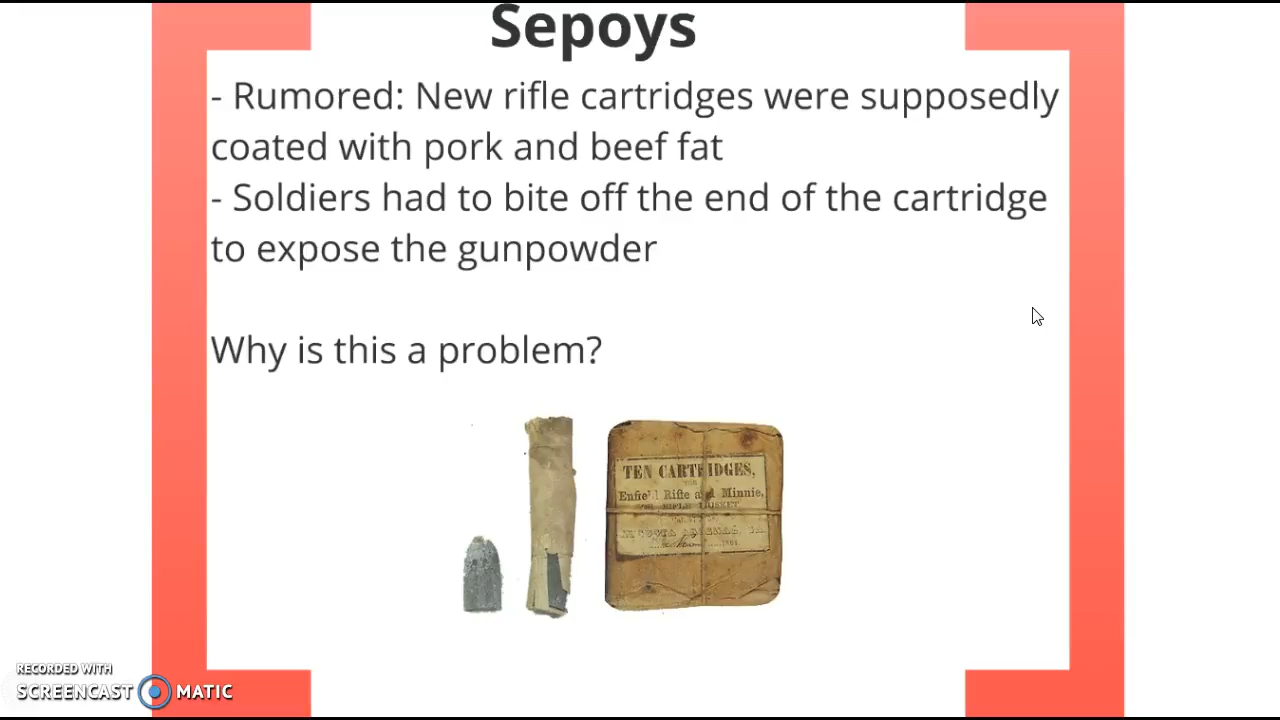 Sepoys
- Rumored: New rifle cartridges were supposedly
coated with pork and beef fat
- Soldiers had to bite off the end of the cartridge
to expose the gunpowder
Why is this a problem?
TEN CARTRIDGES,
Enfield Rifle and Minnie,
RECORDED WITH
SCREENCAST MATIC